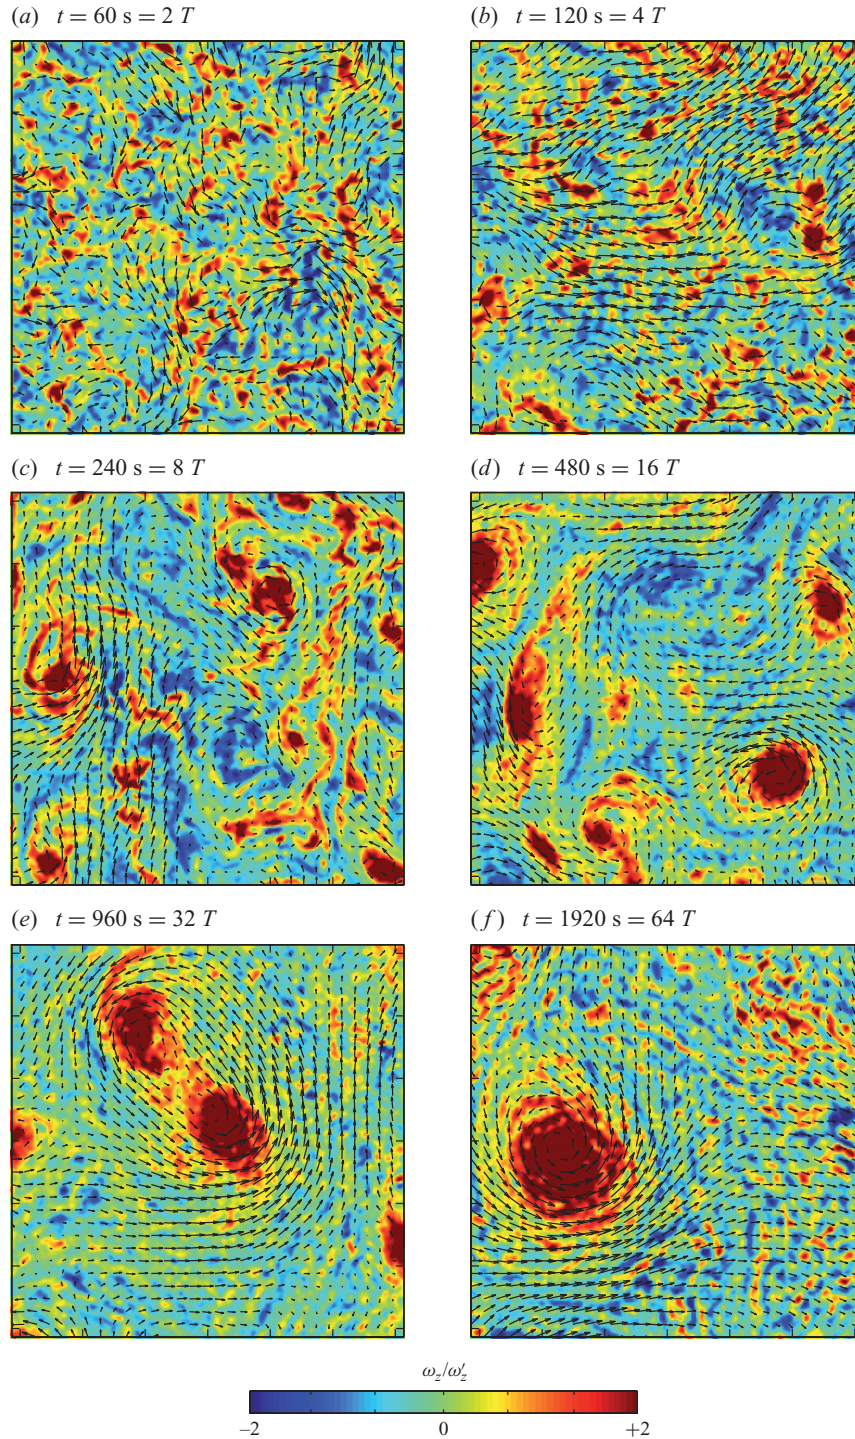 (a) t = 60 s = 2 T
(b) t = 120 s = 4 T
(c) t = 240 s = 8 T
(d) t = 480 s = 16 T
(e) t = 960 s = 32 T
(f) t = 1920 s = 64 T
ω_z/ω′_z
–2 0 +2